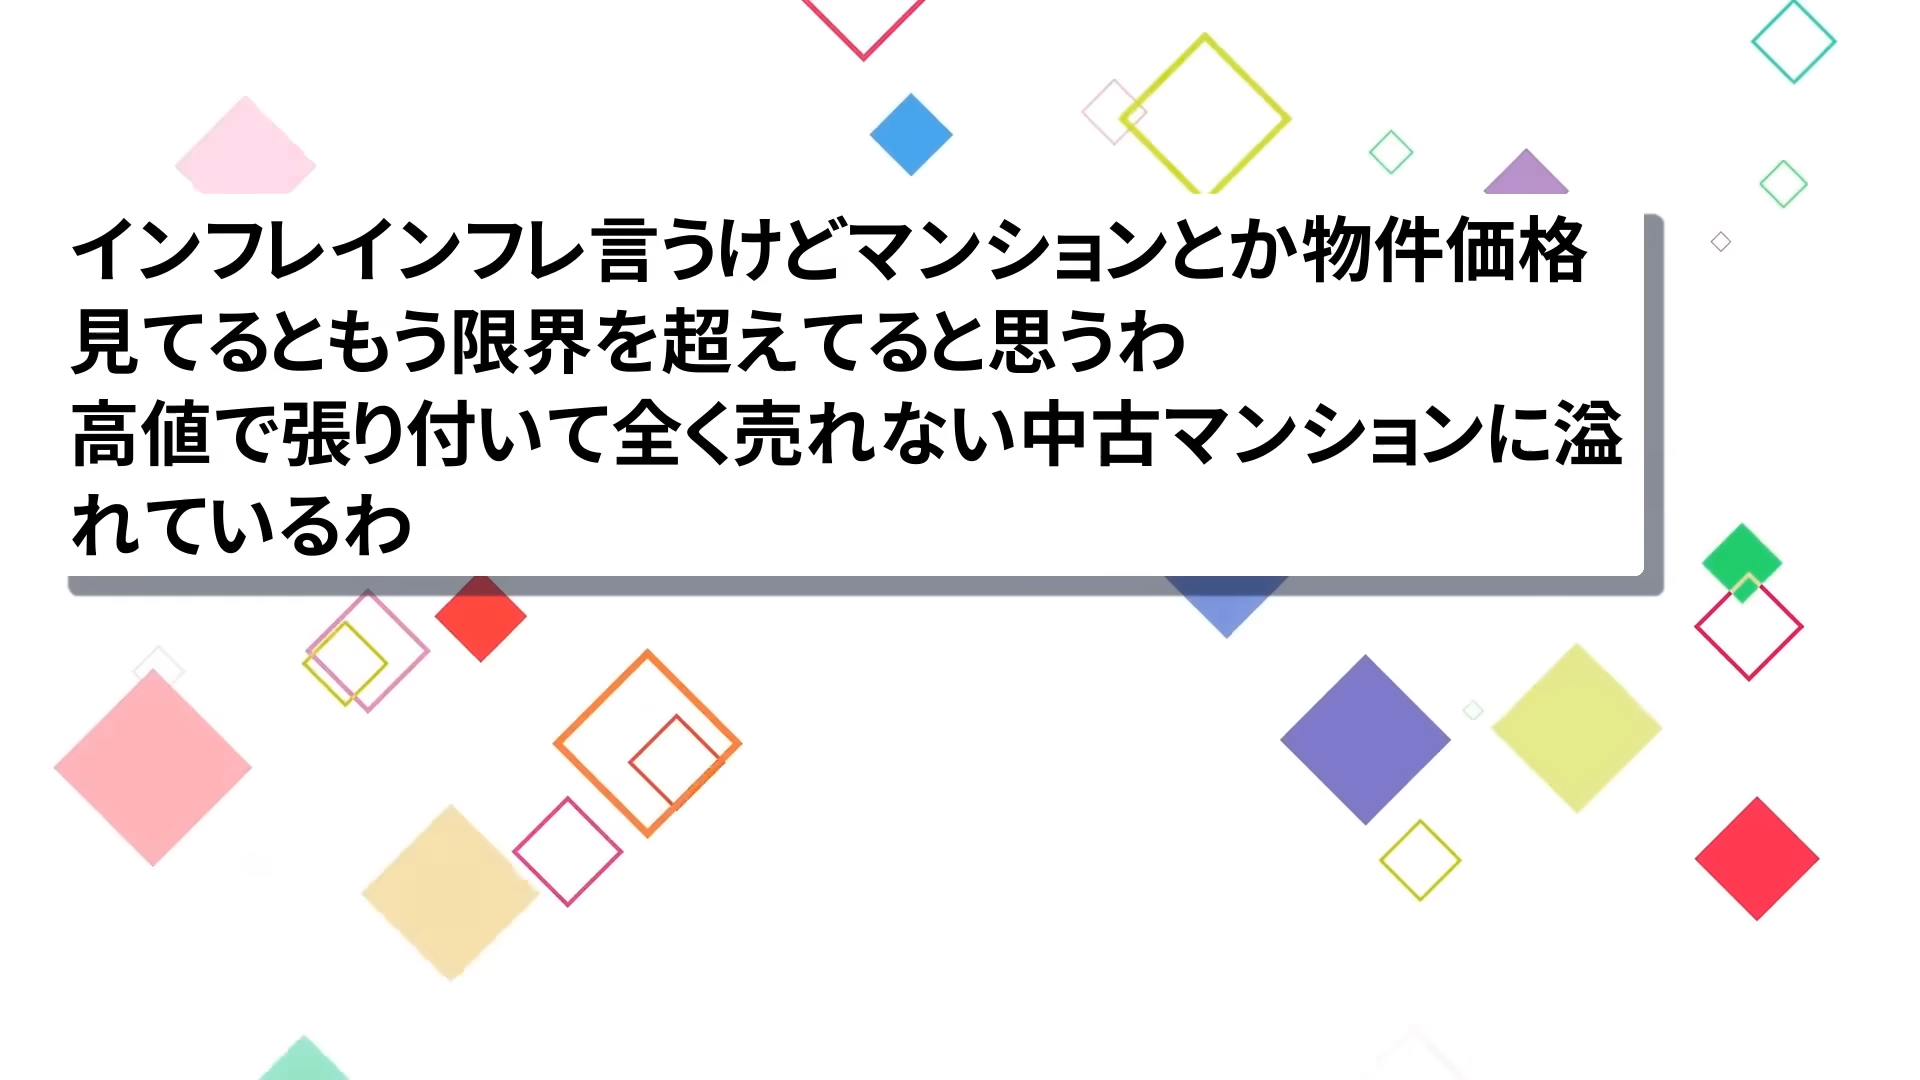 インフレインフレ言うけどマンションとか物件価格
見てるともう限界を超えてると思うわ
高値で張り付いて全く売れない中古マンションに溢
れているわ